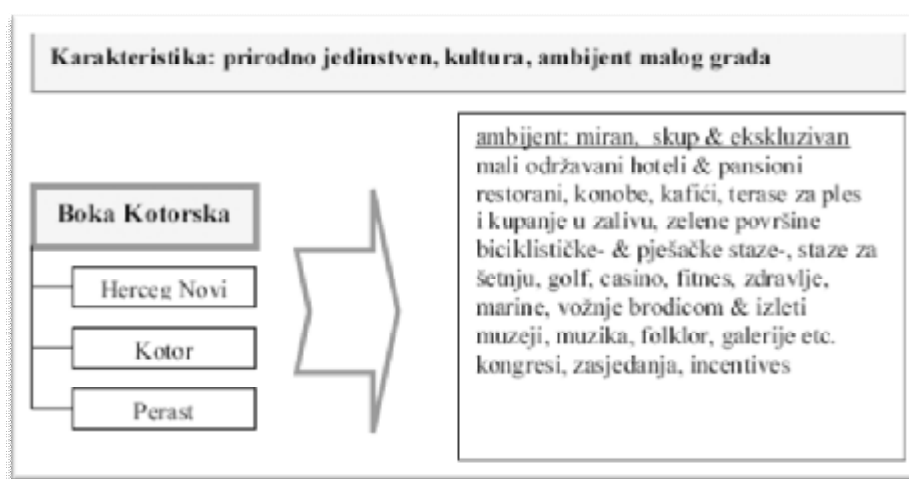 Karakteristika: prirodno jedinstven, kultura, ambijent malog grada
Boka Kotorska
Herceg Novi
Kotor
Perast
ambijent: miran, skup & ekskluzivan
mali održavani hoteli & pansioni
restorani, konobe, kafići, terase za ples
i kupanje u zalivu, zelene površine
biciklističke- & pješačke staze-, staze za
šetnju, golf, casino, fitnes, zdravlje,
marine, vožnje brodicom & izleti
muzeji, muzika, folklor, galerije etc.
kongresi, zasjedanja, incentives